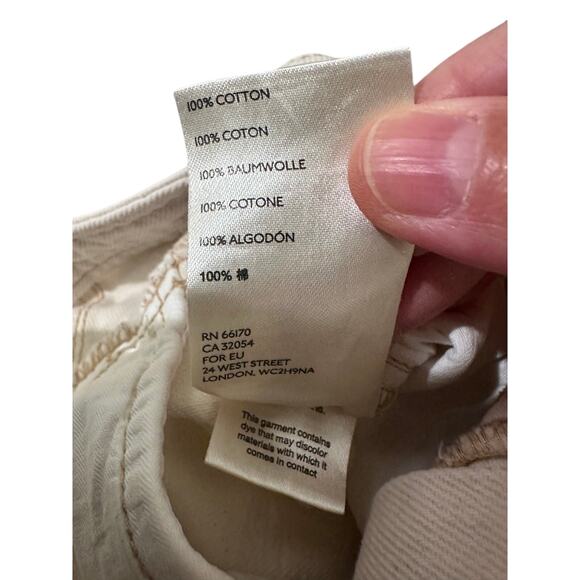 100% COTTON
100% COTON
100% BAUMWOLLE
100% COTONE
100% ALGODÓN
100% 棉
RN 66170
CA 32054
FOR EU
24 WEST STREET
LONDON, WC2H9NA
This garment contains
dye that may discolor
materials with which it
comes in contact